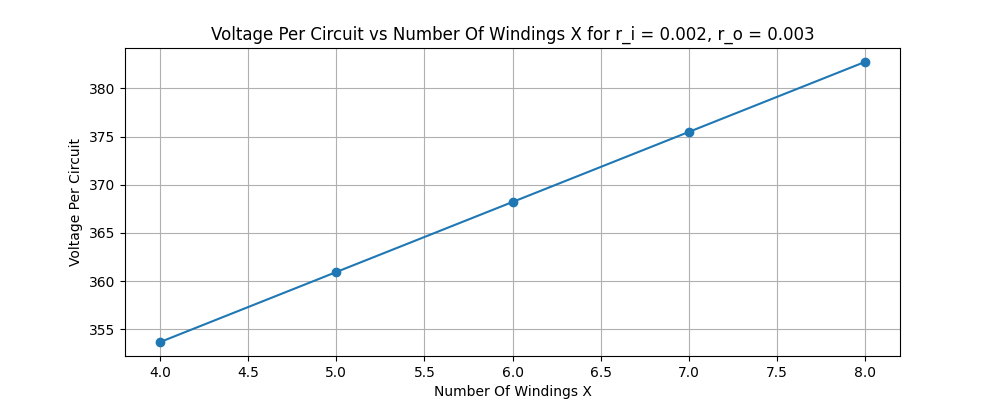 Voltage Per Circuit vs Number Of Windings X for r_i = 0.002, r_o = 0.003
Voltage Per Circuit
380
375
370
365
360
355
4.0 4.5 5.0 5.5 6.0 6.5 7.0 7.5 8.0
Number Of Windings X